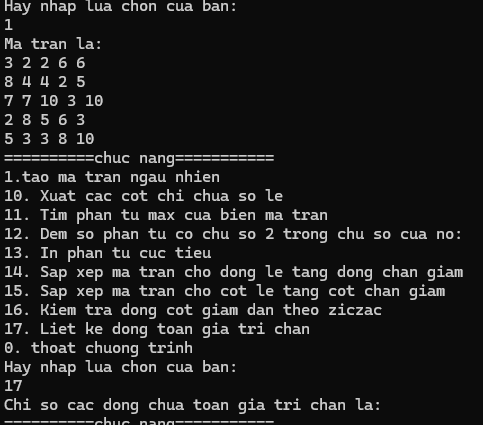 Hay nhap lua chon cua ban:
1
Ma tran la:
3 2 2 6 6
8 4 4 2 5
7 7 10 3 10
2 8 5 6 3
5 3 3 8 10
==========chuc nang===========
1.tao ma tran ngau nhien
10. Xuat cac cot chi chua so le
11. Tim phan tu max cua bien ma tran
12. Dem so phan tu co chu so 2 trong chu so cua no:
13. In phan tu cuc tieu
14. Sap xep ma tran cho dong le tang dong chan giam
15. Sap xep ma tran cho cot le tang cot chan giam
16. Kiem tra dong cot giam dan theo ziczac
17. Liet ke dong toan gia tri chan
0. thoat chuong trinh
Hay nhap lua chon cua ban:
17
Chi so cac dong chua toan gia tri chan la:
==========chuc nang===========